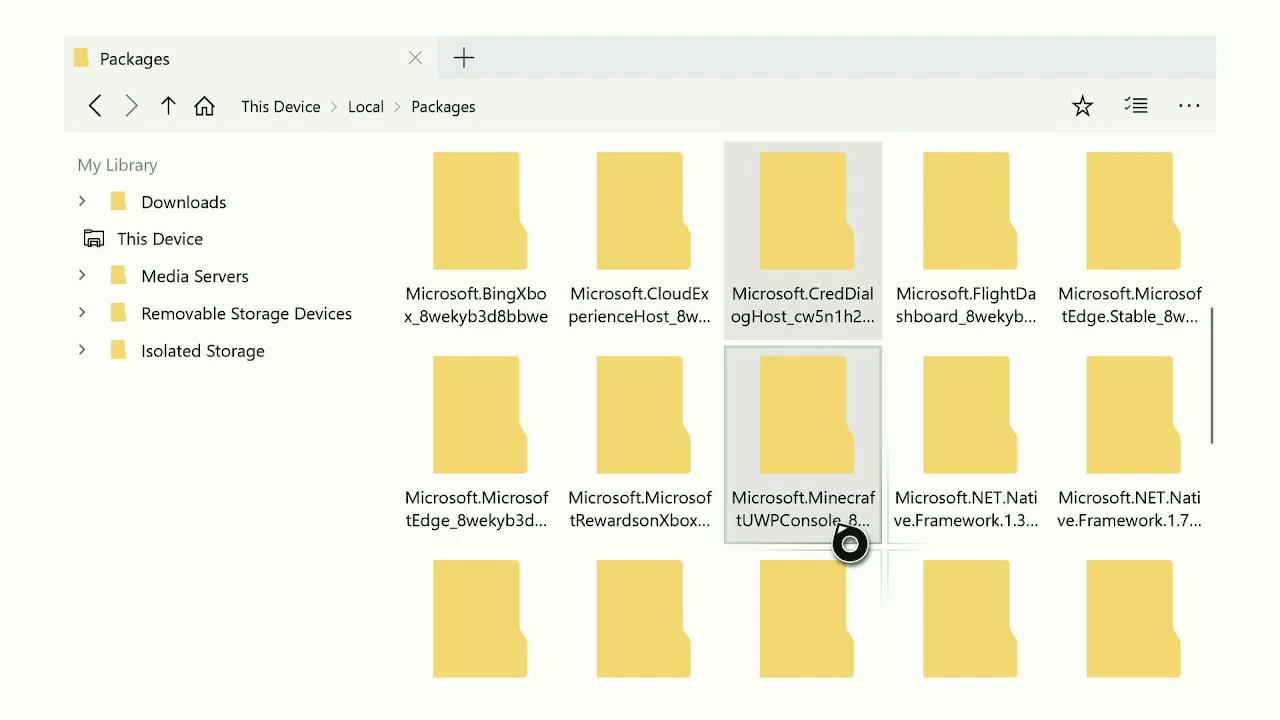 Packages
This Device
Local
Packages
My Library
Downloads
This Device
Media Servers
Removable Storage Devices
Isolated Storage
Microsoft.BingXbo
x_8wekyb3d8bbwe
Microsoft.CloudEx
perienceHost_8w...
Microsoft.CredDial
ogHost_cw5n1h2...
Microsoft.FlightDa
shboard_8wekyb...
Microsoft.Microsof
tEdge.Stable_8w...
Microsoft.Microsof
tEdge_8wekyb3d...
Microsoft.Microsof
tRewardsonXbox...
Microsoft.Minecraf
tUWPConsole_8...
Microsoft.NET.Nati
ve.Framework.1.3...
Microsoft.NET.Nati
ve.Framework.1.7...